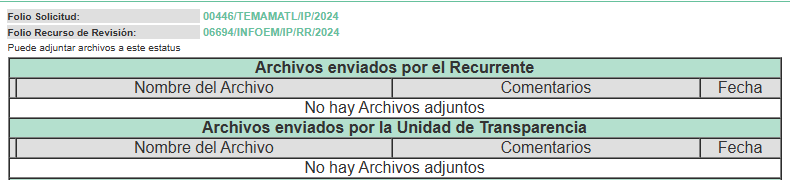 Folio Solicitud: 00446/TEMAMATL/IP/2024
Folio Recurso de Revisión: 06694/INFOEM/IP/RR/2024
Puede adjuntar archivos a este estatus
Archivos enviados por el Recurrente
Nombre del Archivo Comentarios Fecha
No hay Archivos adjuntos
Archivos enviados por la Unidad de Transparencia
Nombre del Archivo Comentarios Fecha
No hay Archivos adjuntos